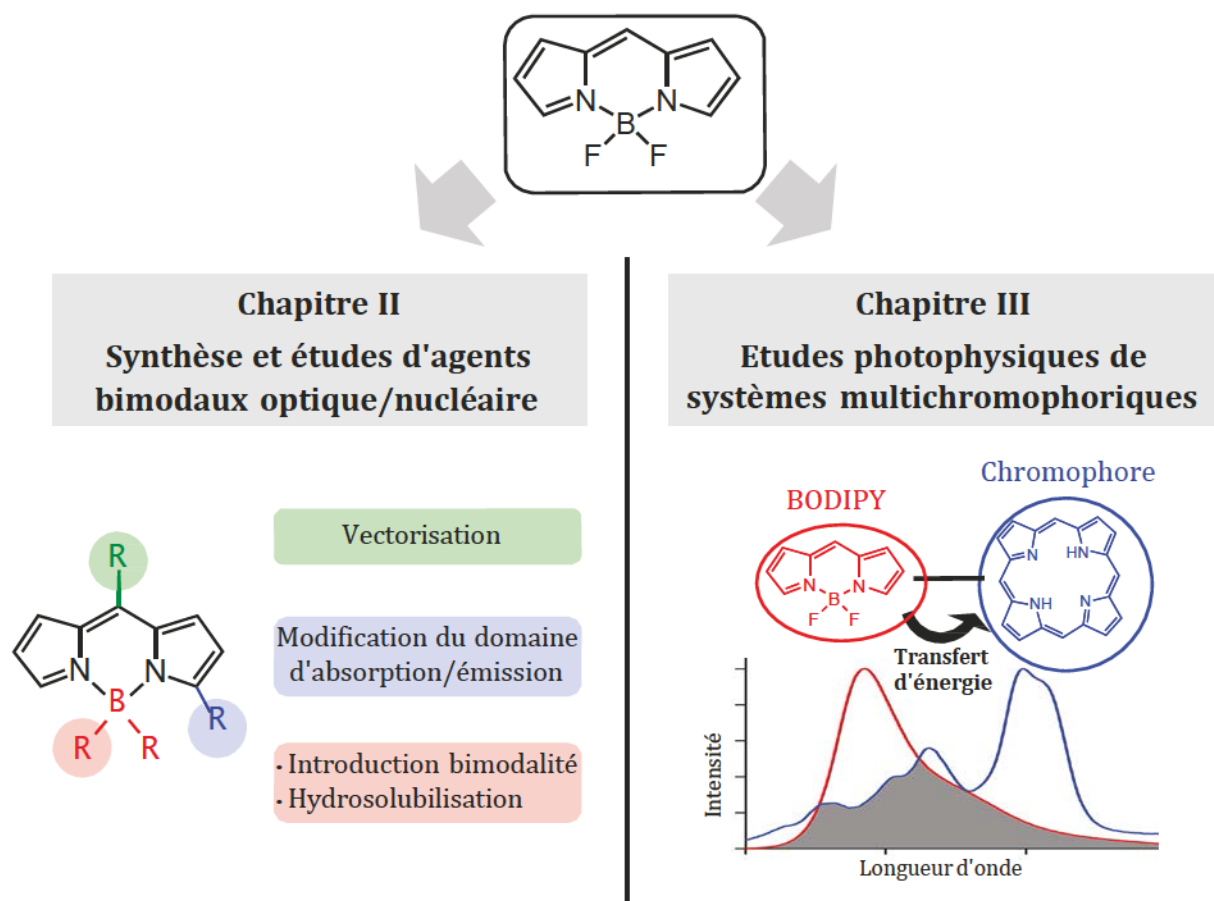 N
N
B
F
F
Chapitre II
Synthèse et études d'agents
bimodaux optique/nucléaire
R
N
N
B
R
R
R
Vectorisation
Modification du domaine
d'absorption/émission
· Introduction bimodalité
· Hydrosolubilisation
Chapitre III
Etudes photophysiques de
systèmes multichromophoriques
BODIPY
N
N
B
F
F
Chromophore
N
HN
NH
N
Transfert
d'énergie
Intensité
Longueur d'onde